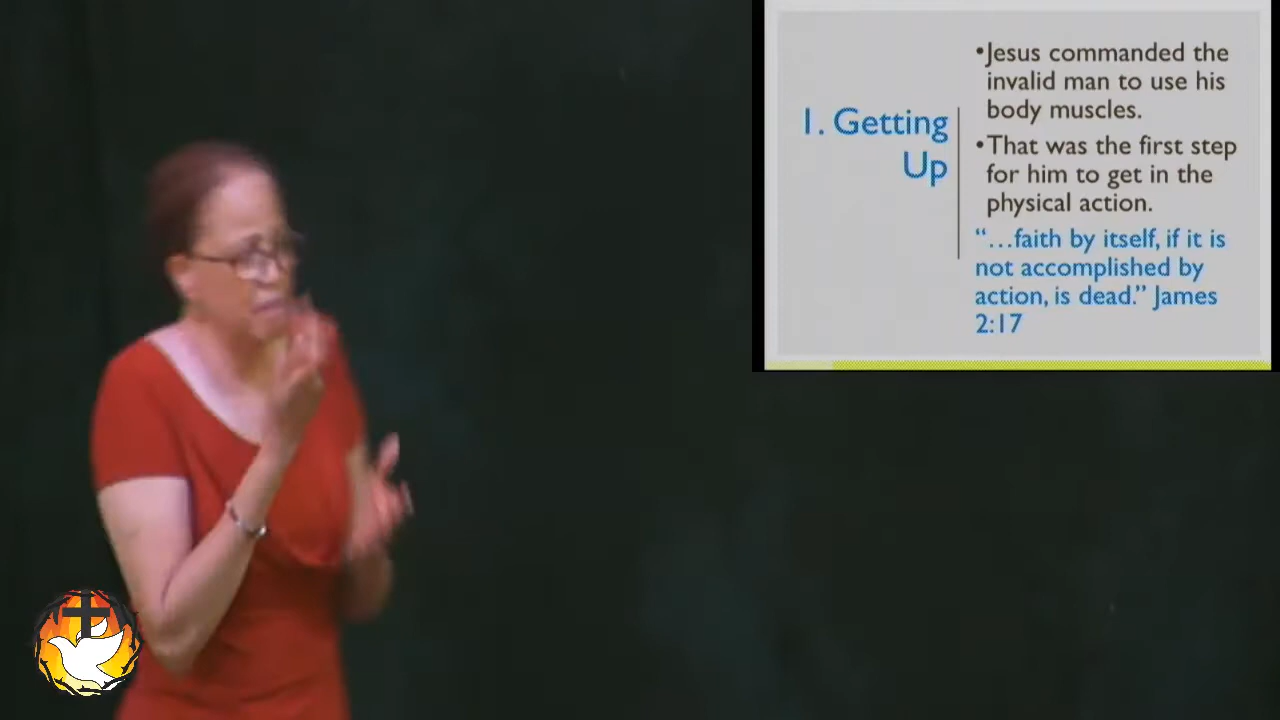 1. Getting
Up
•Jesus commanded the
invalid man to use his
body muscles.
•That was the first step
for him to get in the
physical action.
“…faith by itself, if it is
not accomplished by
action, is dead.” James
2:17